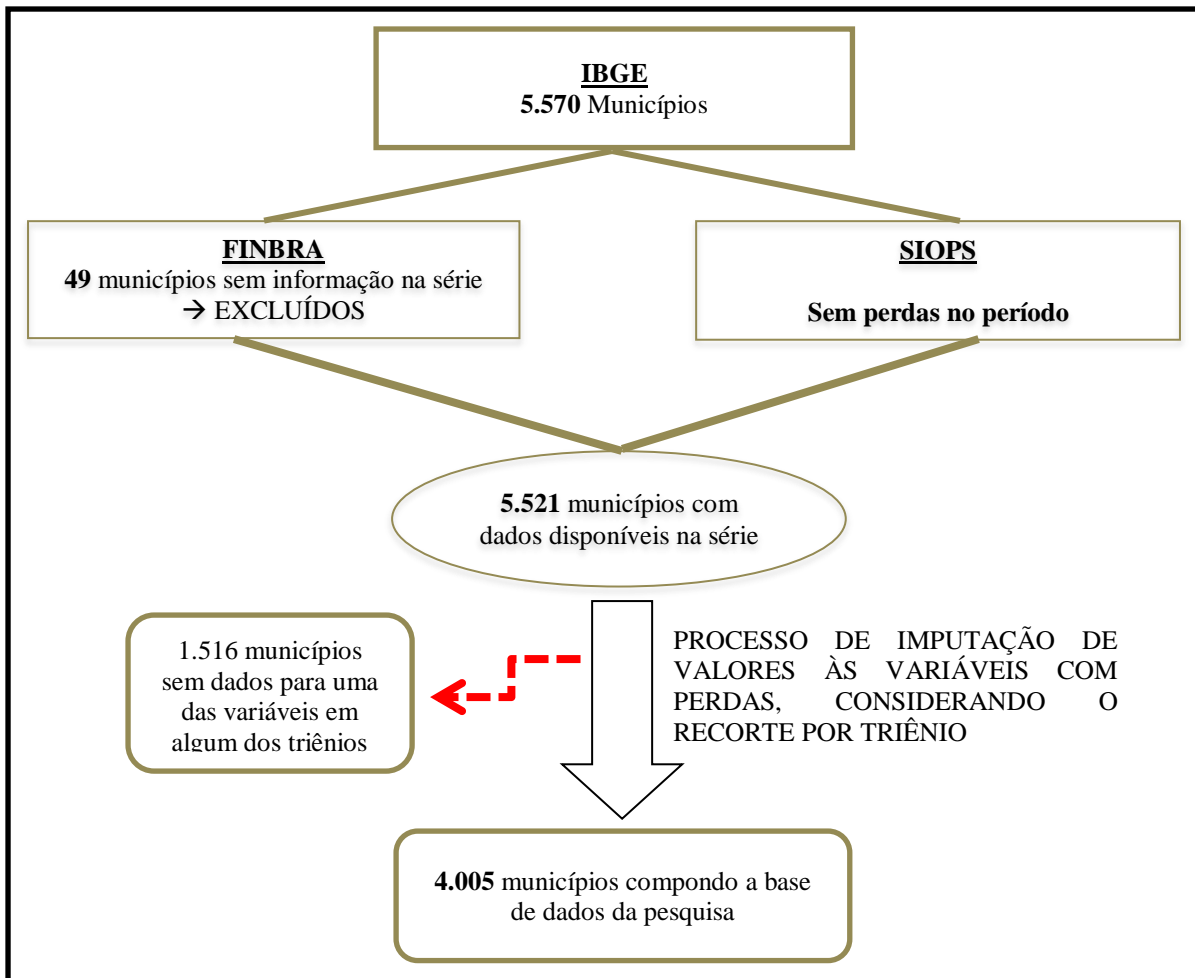 IBGE
5.570 Municípios
FINBRA
49 municípios sem informação na série
→ EXCLUÍDOS
SIOPS
Sem perdas no período
5.521 municípios com
dados disponíveis na série
1.516 municípios
sem dados para uma
das variáveis em
algum dos triênios
PROCESSO DE IMPUTAÇÃO DE
VALORES ÀS VARIÁVEIS COM
PERDAS, CONSIDERANDO O
RECORTE POR TRIÊNIO
4.005 municípios compondo a base
de dados da pesquisa